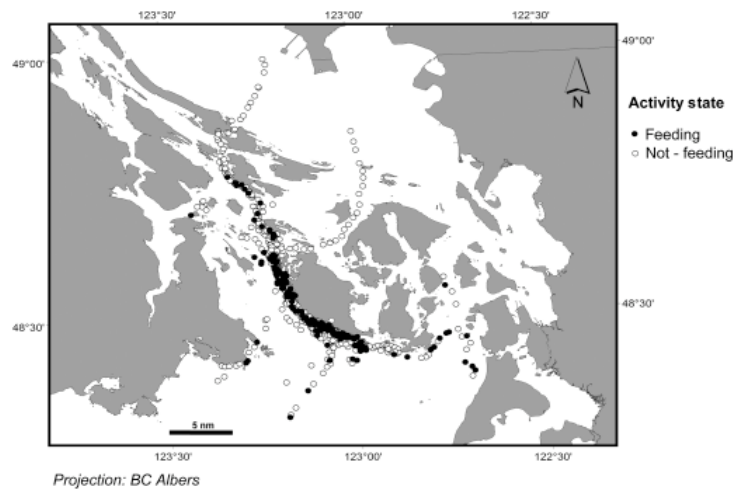 123°30' 123°00' 122°30'
49°00' 49°00'
N
Activity state
Feeding
Not - feeding
48°30' 48°30'
5 nm
123°30' 123°00' 122°30'
Projection: BC Albers